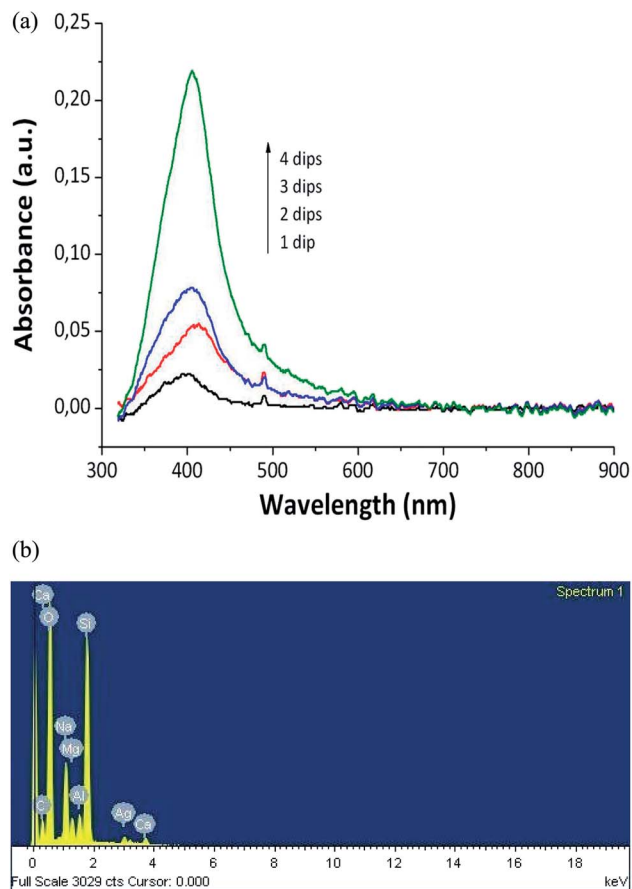 (a)
0,25
0,20
0,15
0,10
0,05
0,00
Absorbance (a.u.)
4 dips
3 dips
2 dips
1 dip
300 400 500 600 700 800 900
Wavelength (nm)
(b)
Spectrum 1
Ca
O
Si
Na
Mg
C
Al
Ag
Ca
0 2 4 6 8 10 12 14 16 18
Full Scale 3029 cts Cursor: 0.000 keV